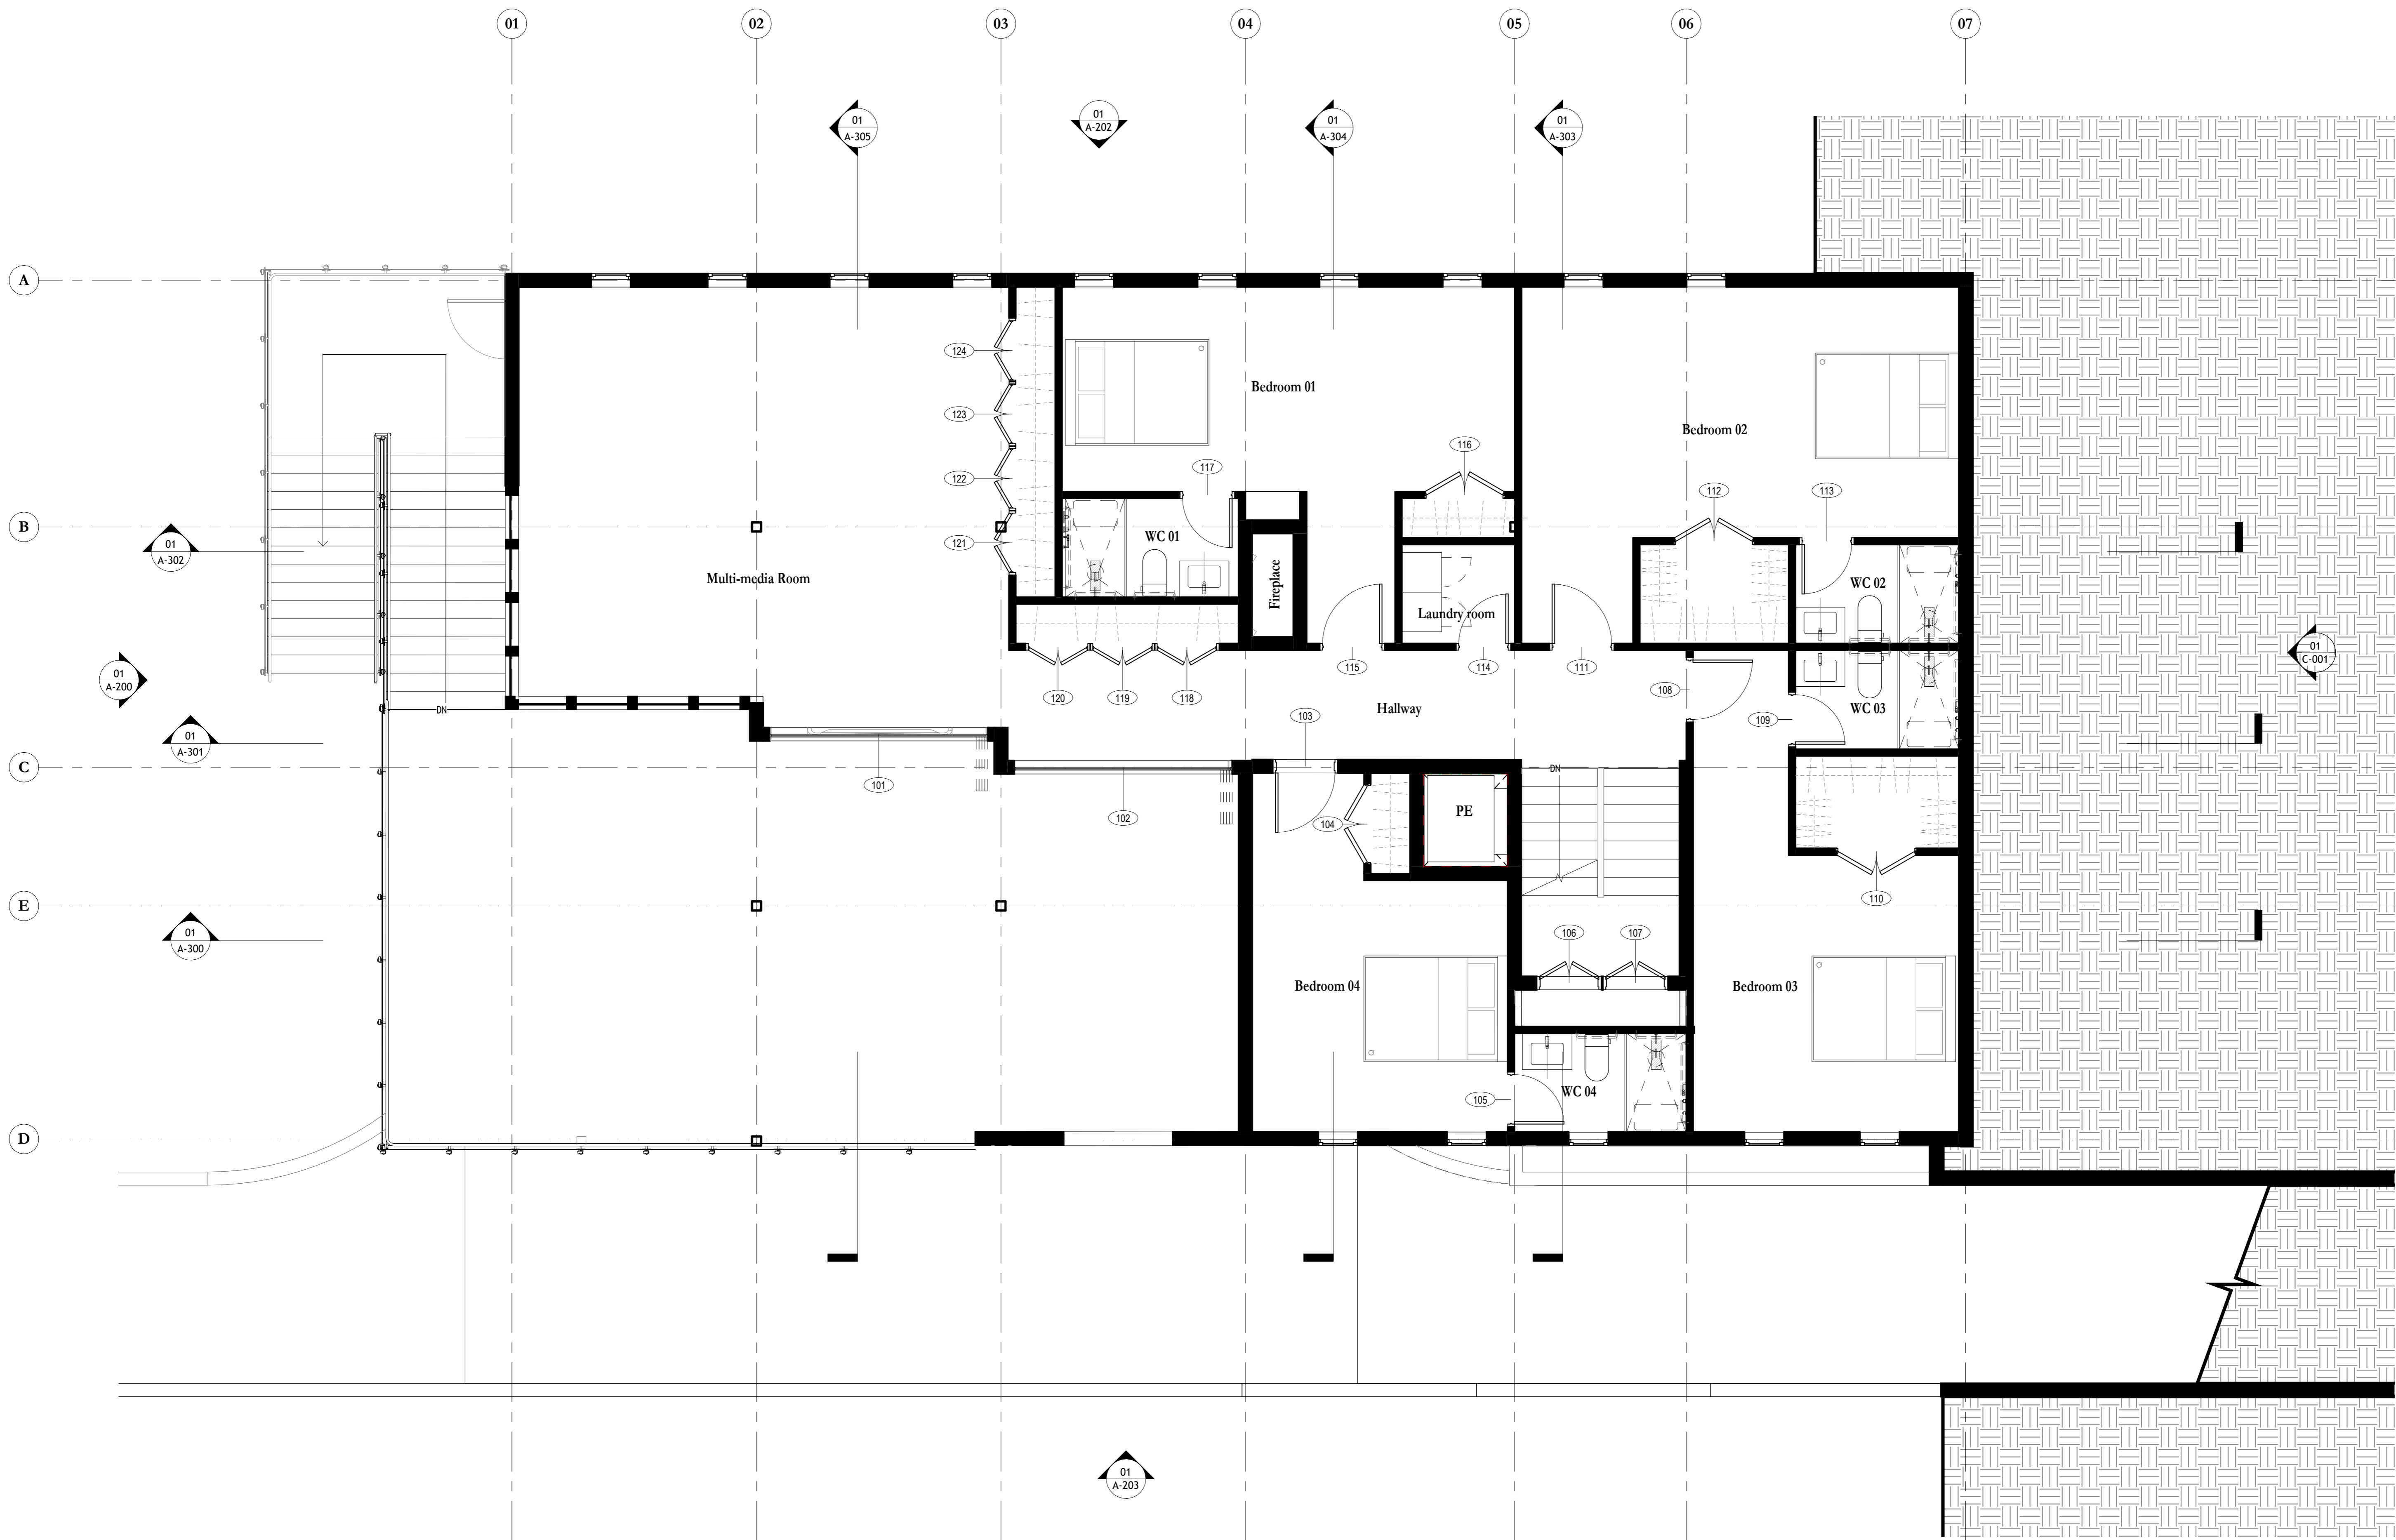 01
02
03
04
05
06
07
01
A-305
01
A-202
01
A-304
01
A-303
A
124
Bedroom 01
123
Bedroom 02
116
117
122
112
113
B
WC 01
121
01
A-302
Multi-media Room
Fireplace
WC 02
Laundry room
01
A-200
01
C-001
115
114
111
120
119
118
108
DN
Hallway
WC 03
103
109
01
A-301
C
DN
101
102
104
PE
110
E
01
A-300
106
107
Bedroom 04
Bedroom 03
WC 04
105
D
01
A-203